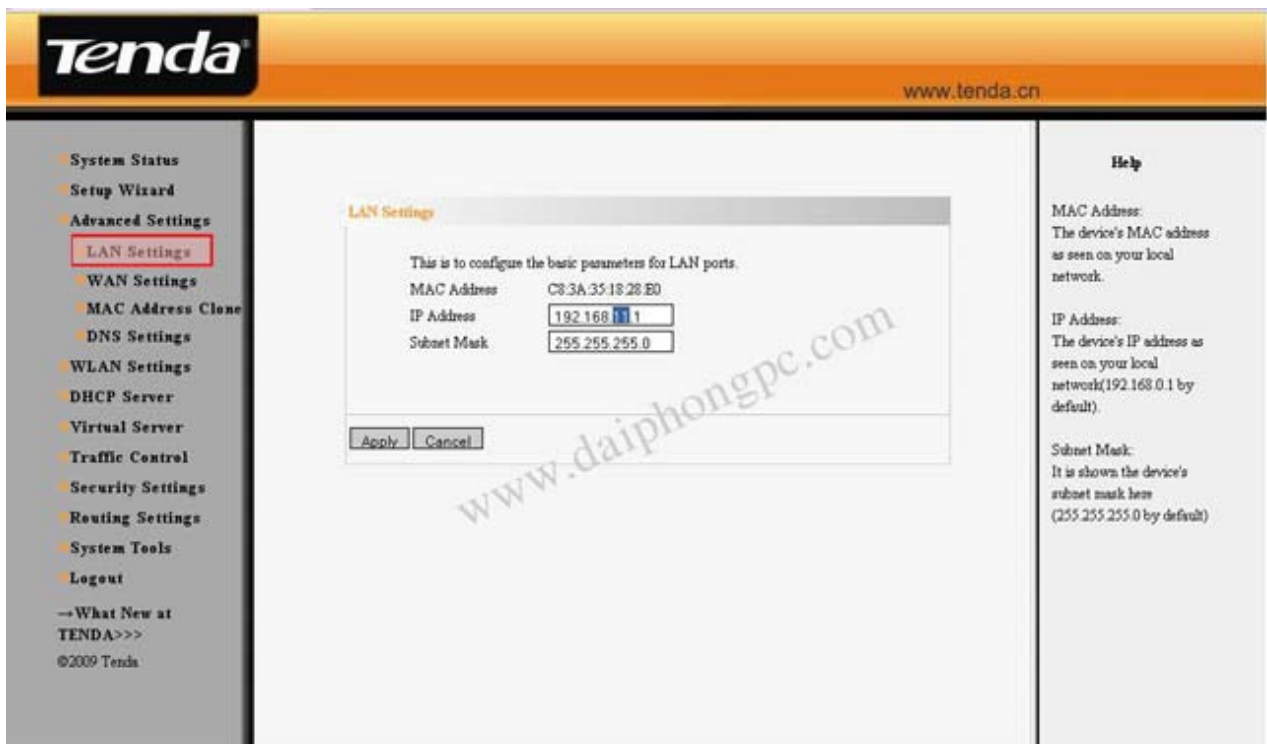 Tenda
www.tenda.cn
System Status
Setup Wizard
Advanced Settings
LAN Settings
WAN Settings
MAC Address Clone
DNS Settings
WLAN Settings
DHCP Server
Virtual Server
Traffic Control
Security Settings
Routing Settings
System Tools
Logout
→What New at
TENDA>>>
©2009 Tenda
LAN Settings
This is to configure the basic parameters for LAN ports.
MAC Address C8:3A:35:18:28:E0
IP Address 192.168.11.1
Subnet Mask 255.255.255.0
Apply Cancel
www.daiphongpc.com
Help
MAC Address:
The device's MAC address
as seen on your local
network.
IP Address:
The device's IP address as
seen on your local
network(192.168.0.1 by
default).
Subnet Mask:
It is shown the device's
subnet mask here
(255.255.255.0 by default)